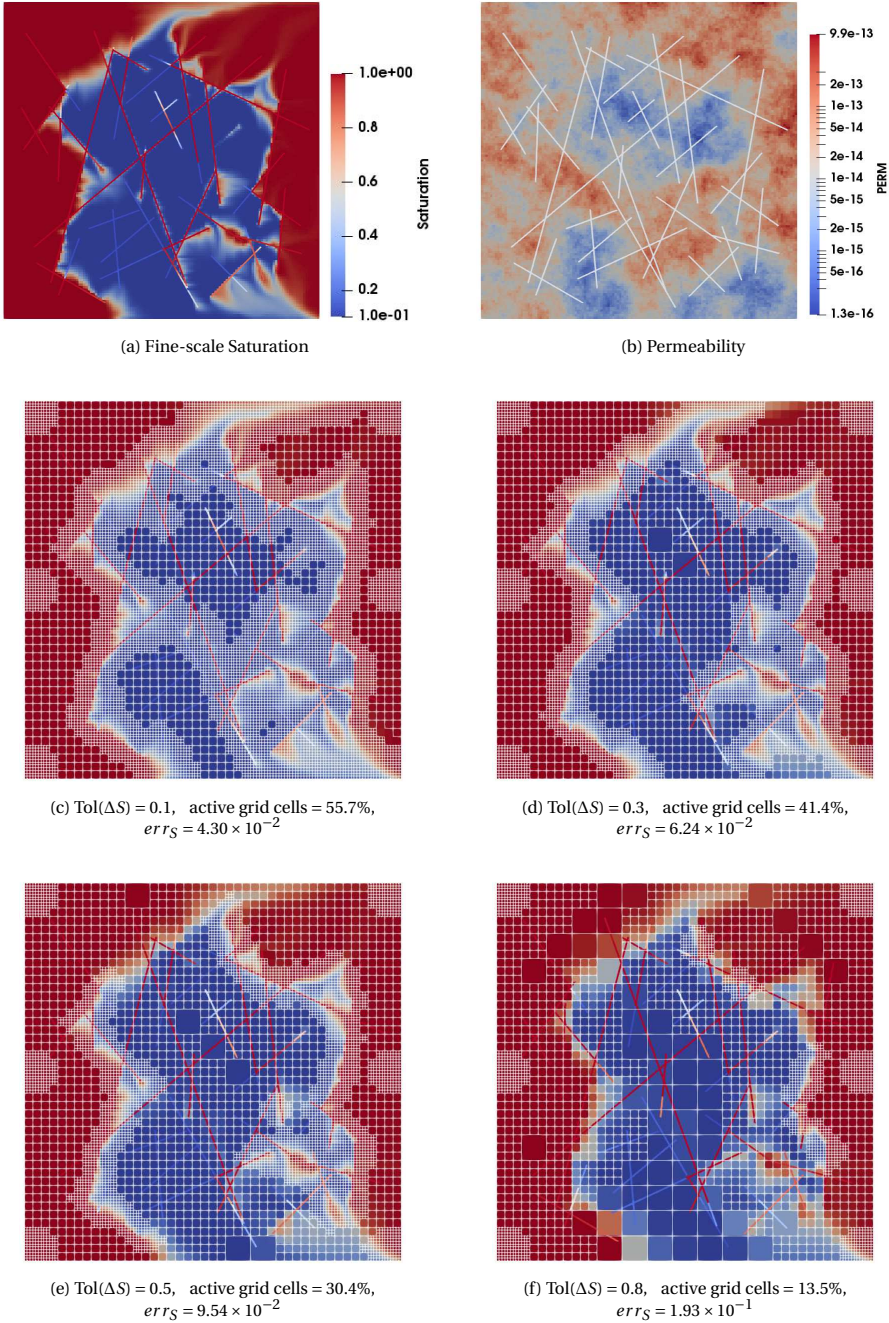 1.0e+00
0.8
0.6
0.4
0.2
1.0e-01
Saturation
9.9e-13
2e-13
1e-13
5e-14
2e-14
1e-14
5e-15
2e-15
1e-15
5e-16
1.3e-16
PERM
(a) Fine-scale Saturation
(b) Permeability
(c) Tol(ΔS) = 0.1, active grid cells = 55.7%,
err_S = 4.30 × 10⁻²
(d) Tol(ΔS) = 0.3, active grid cells = 41.4%,
err_S = 6.24 × 10⁻²
(e) Tol(ΔS) = 0.5, active grid cells = 30.4%,
err_S = 9.54 × 10⁻²
(f) Tol(ΔS) = 0.8, active grid cells = 13.5%,
err_S = 1.93 × 10⁻¹